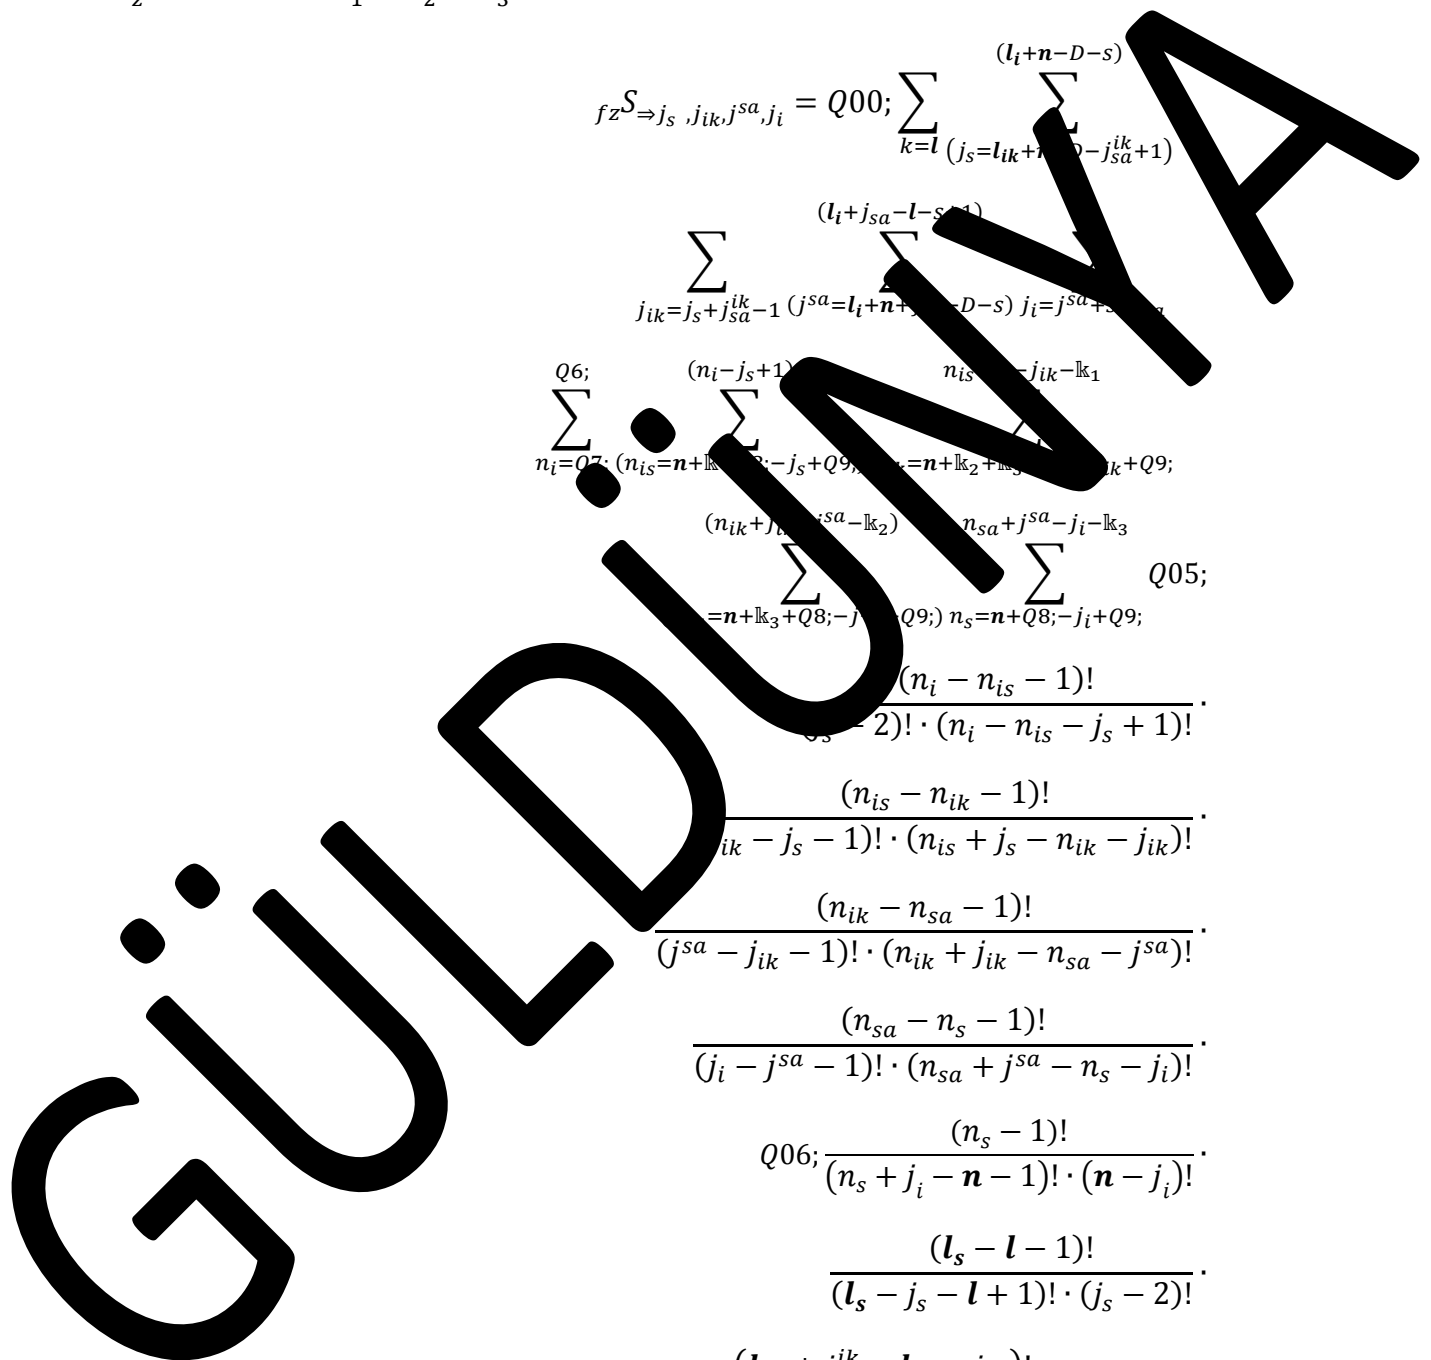 fzS⇒js ,jik,jsa,ji = Q00; ∑ k=l ∑ (js=lik+ D−jsa^ik+1) (li+n−D−s)
∑ jik=js+jsa^ik−1 ∑ (jsa=li+n+ −D−s) (li+jsa−l−s+1) ji=jsa+s
∑ ni=Q7; Q6; ∑ (nis=n+𝕜 ;−js+Q9; (ni−js+1) =n+𝕜2+𝕜3 ik+Q9; nis −jik−𝕜1
∑ =n+𝕜3+Q8;−j Q9;) (nik+j jsa−𝕜2) ∑ ns=n+Q8;−ji+Q9; nsa+jsa−ji−𝕜3 Q05;
(ni − nis − 1)!
(js − 2)! · (ni − nis − js + 1)! ·
(nis − nik − 1)!
ik − js − 1)! · (nis + js − nik − jik)! ·
(nik − nsa − 1)!
(jsa − jik − 1)! · (nik + jik − nsa − jsa)! ·
(nsa − ns − 1)!
(ji − jsa − 1)! · (nsa + jsa − ns − ji)! ·
(ns − 1)!
Q06; (ns + ji − n − 1)! · (n − ji)! ·
(ls − l − 1)!
(ls − js − l + 1)! · (js − 2)! ·
GÜLDÜNYA